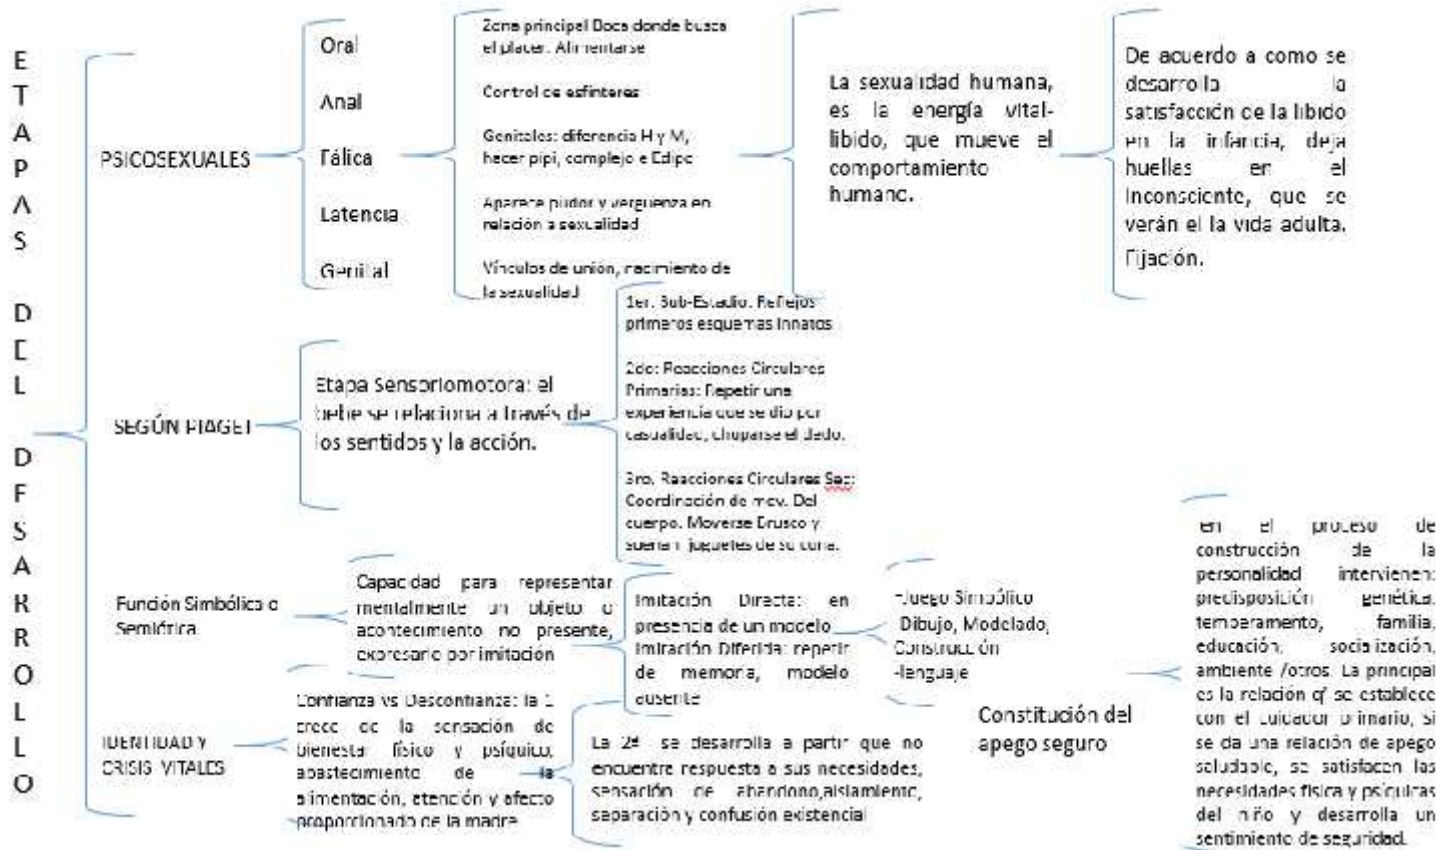 ETAPAS DEL DESARROLLO
PSICOSEXUALES
Oral
Anal
Fálica
Latencia
Genital
Zona principal Boca donde busca
el placer. Alimentarse
Control de esfínteres
Genitales: diferencia H y M,
hacer pipi, complejo e Edipo
Aparece pudor y vergüenza en
relación a sexualidad
Vínculos de unión, nacimiento de
la sexualidad
La sexualidad humana,
es la energía vital-
libido, que mueve el
comportamiento
humano.
De acuerdo a como se
desarrolla la
satisfacción de la libido
en la infancia, deja
huellas en el
Inconsciente, que se
verán el la vida adulta.
Fijación.
SEGÚN PIAGET
Etapa Sensoriomotora: el
bebe se relaciona a través de
los sentidos y la acción.
1er. Sub-Estadio. Reflejos
primeros esquemas innatos
2do: Reacciones Circulares
Primarias: Repetir una
experiencia que se dio por
casualidad, chuparse el dedo.
3ro. Reacciones Circulares Sec:
Coordinación de mov. Del
cuerpo. Moverse Brusco y
suenan juguetes de su cuna.
Función Simbólica o
Semiótica
Capacidad para representar
mentalmente un objeto o
acontecimiento no presente,
expresarlo por imitación
Imitación Directa: en
presencia de un modelo
Imitación Diferida: repetir
de memoria, modelo
ausente
-Juego Simbólico
Dibujo, Modelado,
Construcción
-lenguaje
IDENTIDAD Y
CRISIS VITALES
Confianza vs Desconfianza: la 1
crece de la sensación de
bienestar físico y psíquico,
abastecimiento de la
alimentación, atención y afecto
proporcionado de la madre
La 2ª se desarrolla a partir que no
encuentre respuesta a sus necesidades,
sensación de abandono,aislamiento,
separación y confusión existencial
Constitución del
apego seguro
en el proceso de
construcción de la
personalidad intervienen:
predisposición genética,
temperamento, familia,
educación, socialización,
ambiente /otros. La principal
es la relación q' se establece
con el cuidador primario, si
se da una relación de apego
saludable, se satisfacen las
necesidades física y psíquicas
del niño y desarrolla un
sentimiento de seguridad.